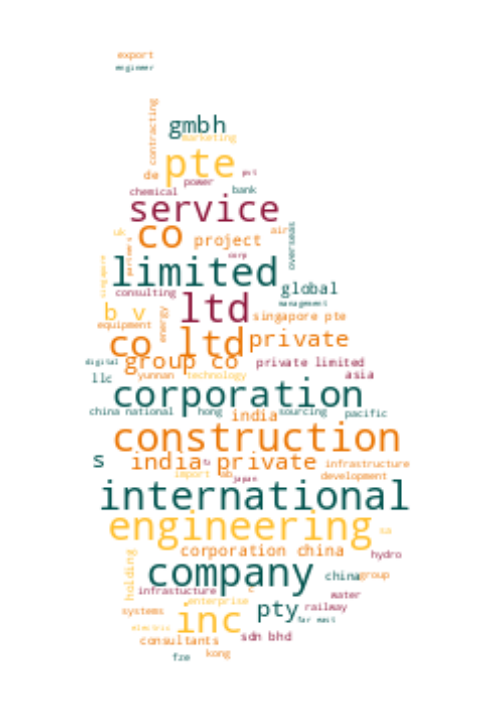 export
engineer
contracting
gmbh
marketing
pte
de
power
pvt
chemical
bank
service
uk
co
project
air
overseas
partners
corp
singapore
limited
consulting
global
management
b v
ltd
energy
singapore pte
equipment
co ltd
private
digital
group co
private limited
llc
yunnan
technology
asia
corporation
china national
hong
india
sourcing
pacific
construction
s
india private
infrastructure
import
ab
japan
development
international
engineering
sa
corporation china
hydro
holding
company
china
group
infrastucture
water
enterprise
systems
inc
pty
railway
far east
electric
consultants
sdn bhd
fze
kong